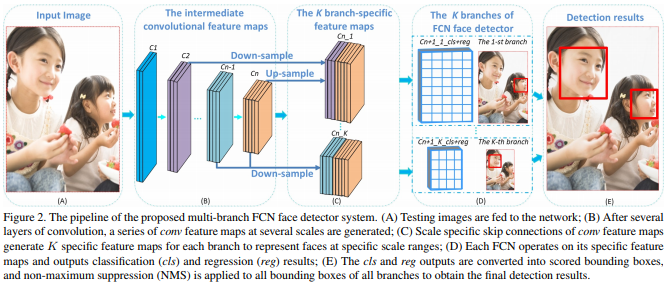 Input Image
The intermediate
convolutional feature maps
The K branch-specific
feature maps
The K branches of
FCN face detector
Detection results
C1
C2
Cn-1
Cn
Down-sample
Up-sample
Down-sample
Cn_1
Cn_K
Cn+1_1_cls+reg
The 1-st branch
Cn+1_K_cls+reg
The K-th branch
(A)
(B)
(C)
(D)
(E)
Figure 2. The pipeline of the proposed multi-branch FCN face detector system. (A) Testing images are fed to the network; (B) After several
layers of convolution, a series of conv feature maps at several scales are generated; (C) Scale specific skip connections of conv feature maps
generate K specific feature maps for each branch to represent faces at specific scale ranges; (D) Each FCN operates on its specific feature
maps and outputs classification (cls) and regression (reg) results; (E) The cls and reg outputs are converted into scored bounding boxes,
and non-maximum suppression (NMS) is applied to all bounding boxes of all branches to obtain the final detection results.